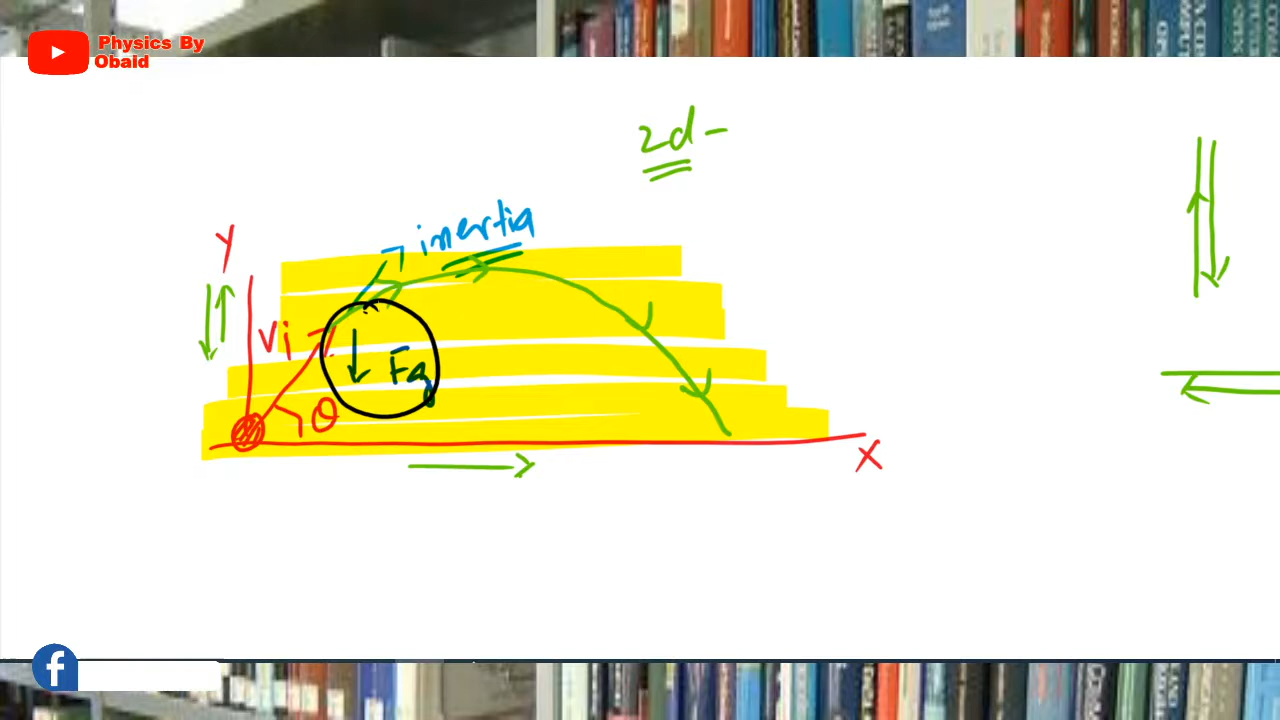 Physics By
Obaid
2d-
y
inertia
Vi
Fg
θ
x